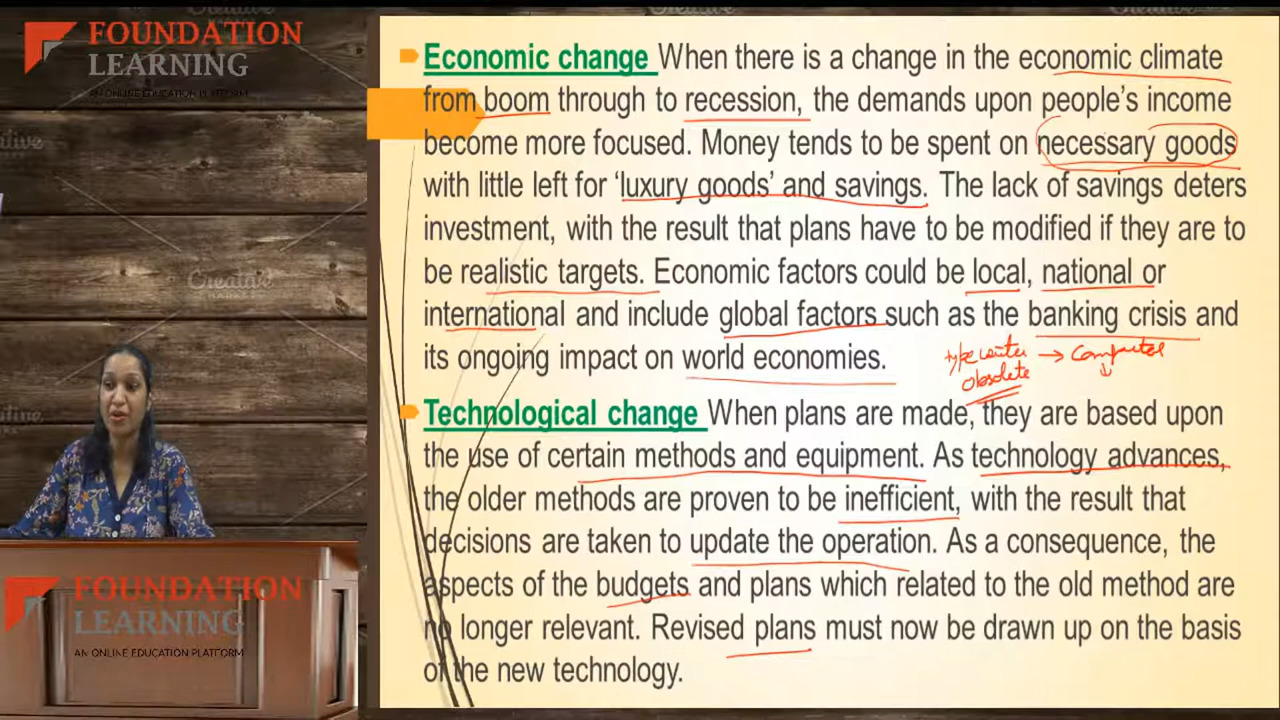 FOUNDATION
LEARNING
AN ONLINE EDUCATION PLATFORM
Economic change When there is a change in the economic climate
from boom through to recession, the demands upon people's income
become more focused. Money tends to be spent on necessary goods
with little left for 'luxury goods' and savings. The lack of savings deters
investment, with the result that plans have to be modified if they are to
be realistic targets. Economic factors could be local, national or
international and include global factors such as the banking crisis and
its ongoing impact on world economies.
typewriter → Computer
obsolete ↓
Technological change When plans are made, they are based upon
the use of certain methods and equipment. As technology advances,
the older methods are proven to be inefficient, with the result that
decisions are taken to update the operation. As a consequence, the
aspects of the budgets and plans which related to the old method are
no longer relevant. Revised plans must now be drawn up on the basis
of the new technology.
Creative
MARKET
FOUNDATION
LEARNING
AN ONLINE EDUCATION PLATFORM